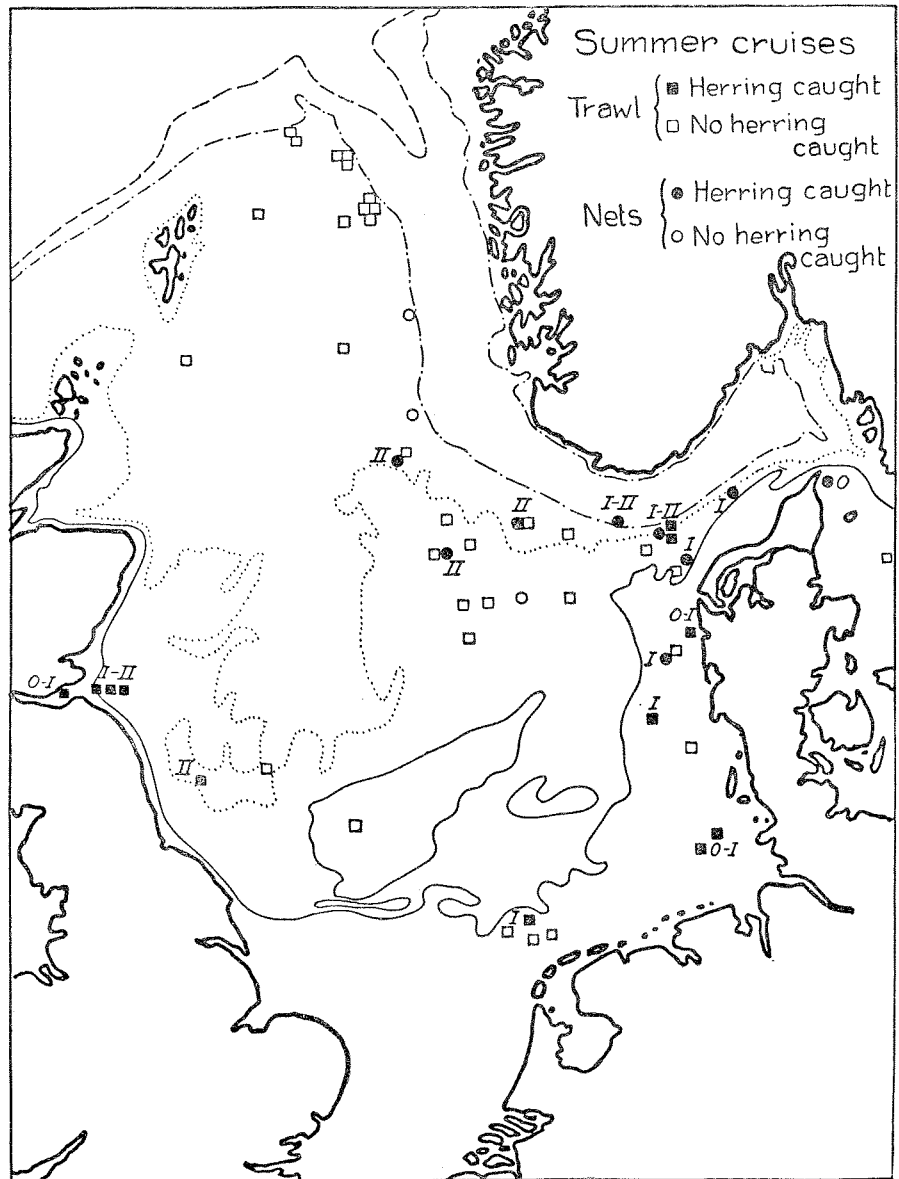 Summer cruises
Trawl
Herring caught
No herring
caught
Nets
Herring caught
No herring
caught
II
II
I-II
I-II
I
O
II
I
O-I
I
O-I
I-II
I
II
O-I
I